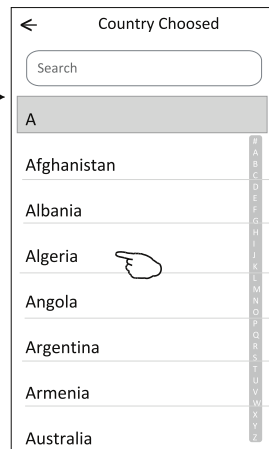 Country Choosed
Search
A
Afghanistan
Albania
Algeria
Angola
Argentina
Armenia
Australia
#
A
B
C
D
E
F
G
H
I
J
K
L
M
N
O
P
Q
R
S
T
U
V
W
X
Y
Z